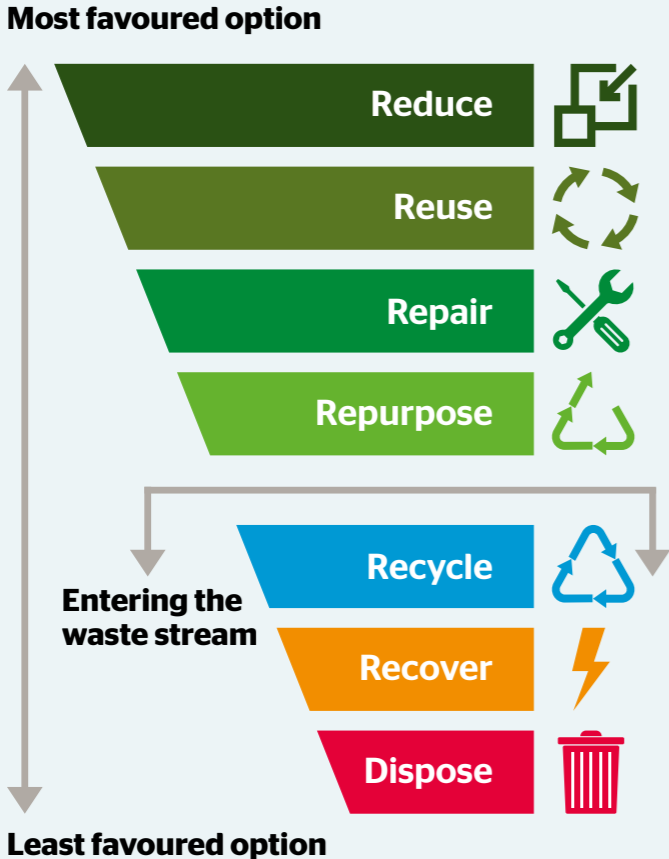 Most favoured option
Reduce
Reuse
Repair
Repurpose
Recycle
Entering the
waste stream
Recover
Dispose
Least favoured option